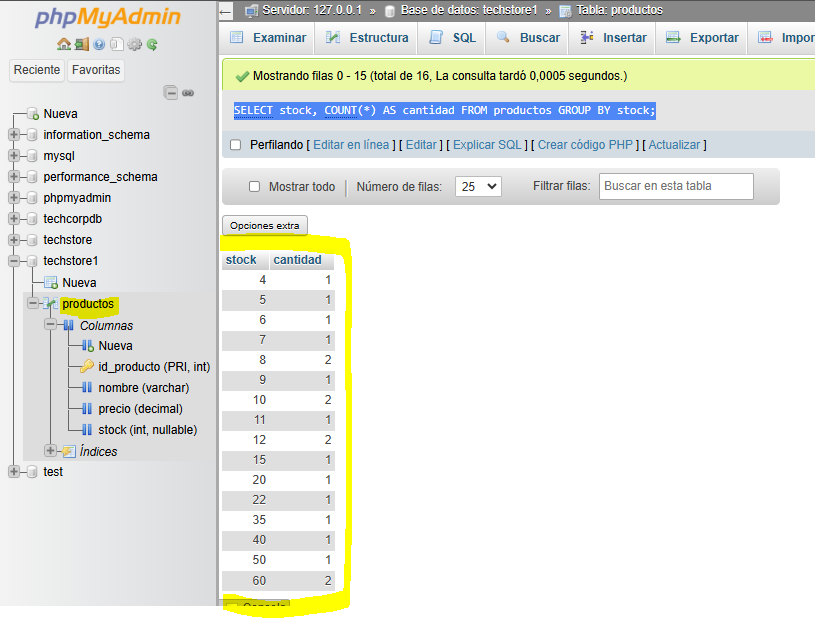 phpMyAdmin
Reciente Favoritas
Nueva
information_schema
mysql
performance_schema
phpmyadmin
techcorpdb
techstore
techstore1
Nueva
productos
Columnas
Nueva
id_producto (PRI, int)
nombre (varchar)
precio (decimal)
stock (int, nullable)
Índices
test
Servidor: 127.0.0.1 » Base de datos: techstore1 » Tabla: productos
Examinar Estructura SQL Buscar Insertar Exportar Impor
Mostrando filas 0 - 15 (total de 16, La consulta tardó 0,0005 segundos.)
SELECT stock, COUNT(*) AS cantidad FROM productos GROUP BY stock;
Perfilando [ Editar en línea ] [ Editar ] [ Explicar SQL ] [ Crear código PHP ] [ Actualizar ]
Mostrar todo | Número de filas: 25 Filtrar filas: Buscar en esta tabla
Opciones extra
stock cantidad
4 1
5 1
6 1
7 1
8 2
9 1
10 2
11 1
12 2
15 1
20 1
22 1
35 1
40 1
50 1
60 2
Consola